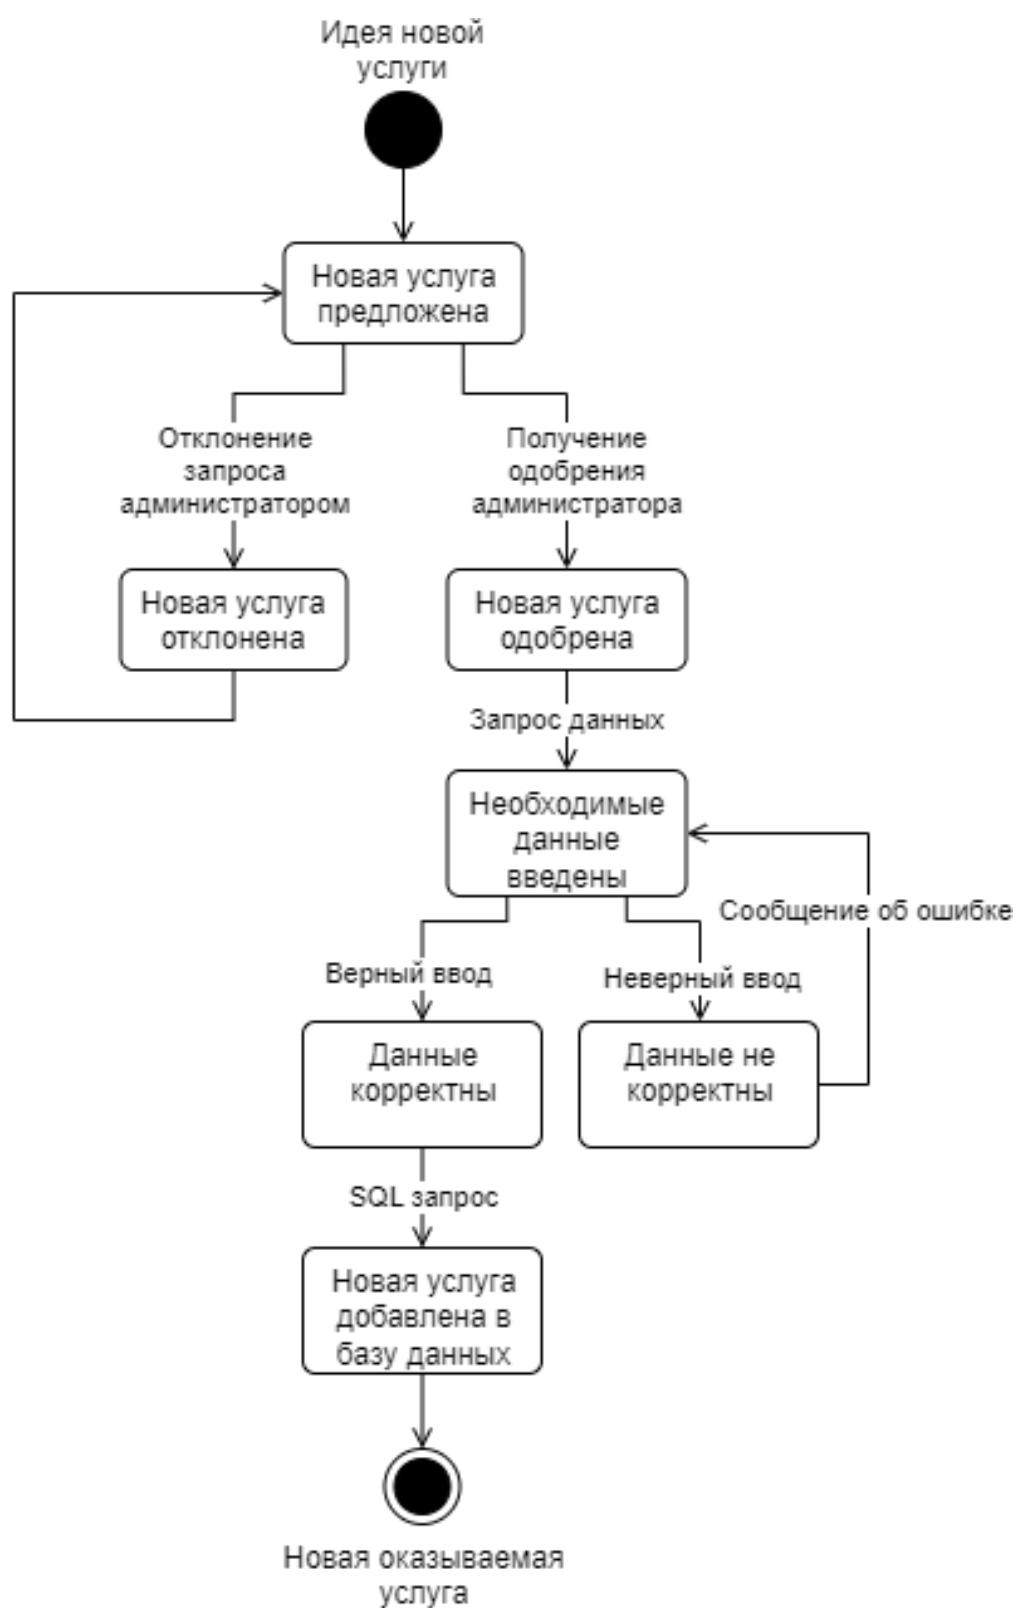 Идея новой
услуги
Новая услуга
предложена
Отклонение
запроса
администратором
Получение
одобрения
администратора
Новая услуга
отклонена
Новая услуга
одобрена
Запрос данных
Необходимые
данные
введены
Сообщение об ошибке
Верный ввод
Неверный ввод
Данные
корректны
Данные не
корректны
SQL запрос
Новая услуга
добавлена в
базу данных
Новая оказываемая
услуга